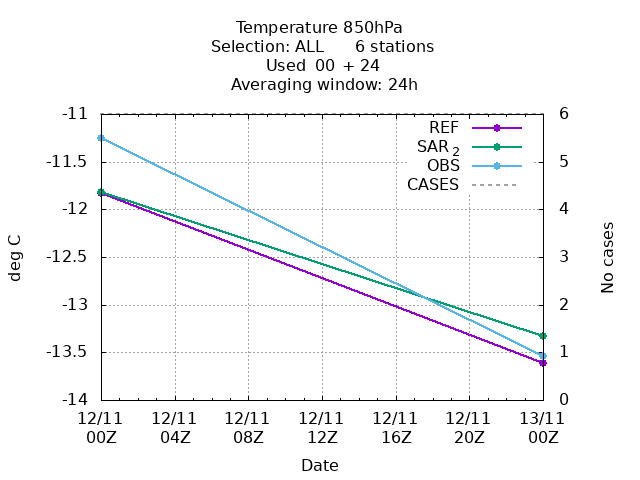 Temperature 850hPa
Selection: ALL 6 stations
Used 00 + 24
Averaging window: 24h
-11 6
REF
SAR 2
-11.5 5
OBS
CASES
-12 4
-12.5 3
deg C
No cases
-13 2
-13.5 1
-14 0
12/11 12/11 12/11 12/11 12/11 12/11 13/11
00Z 04Z 08Z 12Z 16Z 20Z 00Z
Date